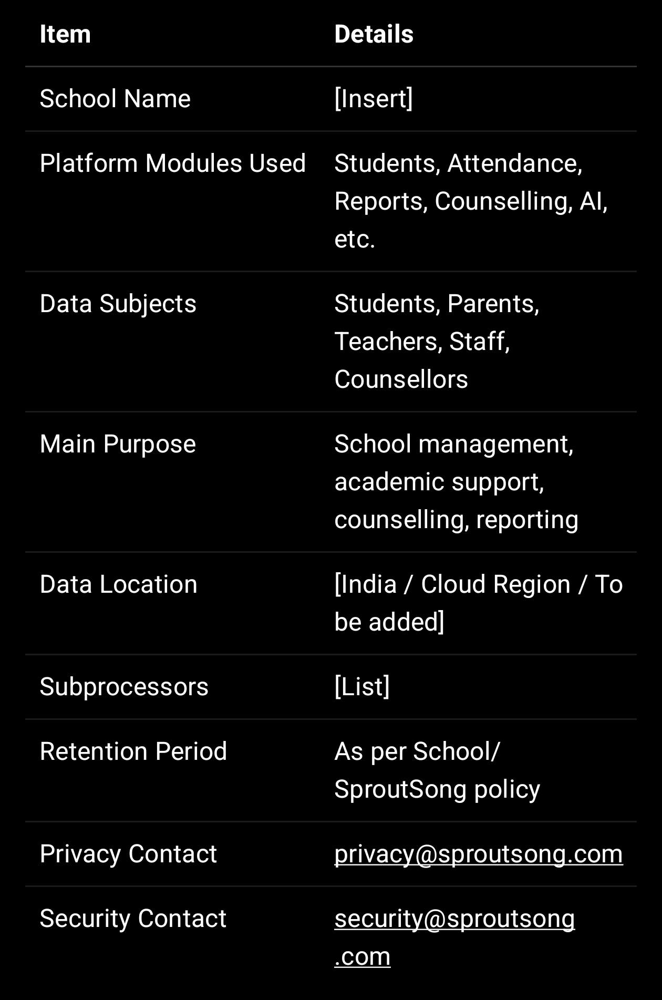 Item Details
School Name [Insert]
Platform Modules Used Students, Attendance,
Reports, Counselling, AI,
etc.
Data Subjects Students, Parents,
Teachers, Staff,
Counsellors
Main Purpose School management,
academic support,
counselling, reporting
Data Location [India / Cloud Region / To
be added]
Subprocessors [List]
Retention Period As per School/
SproutSong policy
Privacy Contact privacy@sproutsong.com
Security Contact security@sproutsong
.com